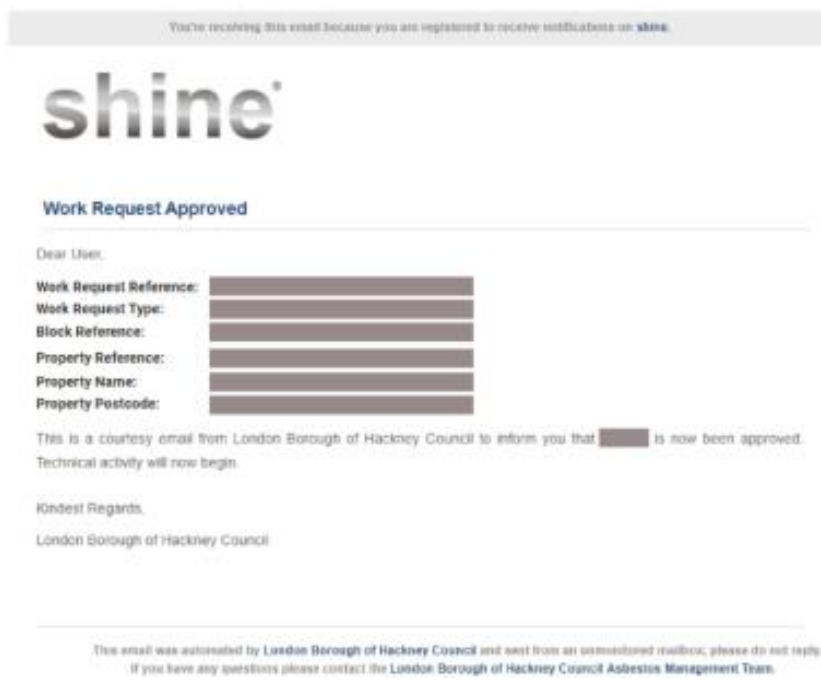 You're receiving this email because you are registered to receive notifications on shine.
shine®
Work Request Approved
Dear User,
Work Request Reference:
Work Request Type:
Block Reference:
Property Reference:
Property Name:
Property Postcode:
This is a courtesy email from London Borough of Hackney Council to inform you that is now been approved.
Technical activity will now begin.
Kindest Regards,
London Borough of Hackney Council
This email was automated by London Borough of Hackney Council and sent from an unmonitored mailbox; please do not reply
If you have any questions please contact the London Borough of Hackney Council Asbestos Management Team.